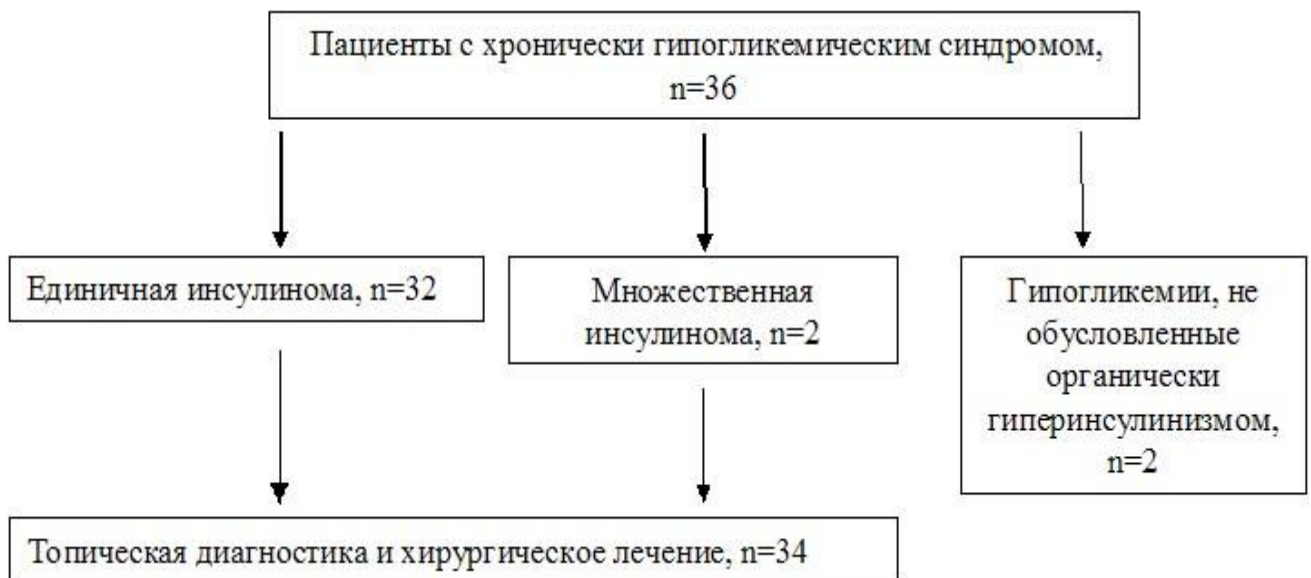 Пациенты с хронически гипогликемическим синдромом,
n=36
Единичная инсулинома, n=32
Множественная
инсулинома, n=2
Гипогликемии, не
обусловленные
органически
гиперинсулинизмом,
n=2
Топическая диагностика и хирургическое лечение, n=34